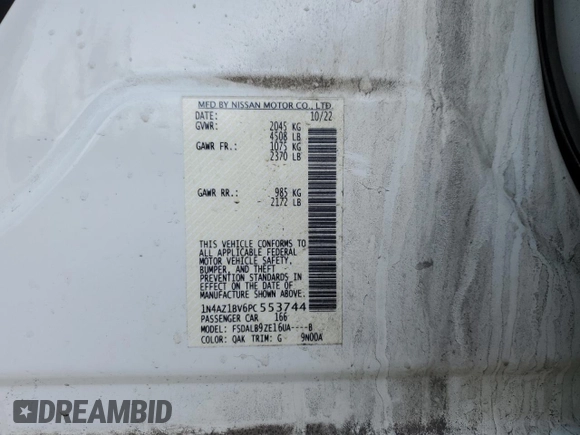 MFD BY NISSAN MOTOR CO., LTD.
DATE: 10/22
GVWR: 2045 KG
4508 LB
GAWR FR.: 1075 KG
2370 LB
GAWR RR.: 985 KG
2172 LB
THIS VEHICLE CONFORMS TO
ALL APPLICABLE FEDERAL
MOTOR VEHICLE SAFETY,
BUMPER, AND THEFT
PREVENTION STANDARDS IN
EFFECT ON THE DATE OF
MANUFACTURE SHOWN ABOVE.
1N4AZ1BV6PC553744
PASSENGER CAR 166
MODEL: FSDALB9ZE16UA----B
COLOR: QAK TRIM: G 9N00A
DREAMBID